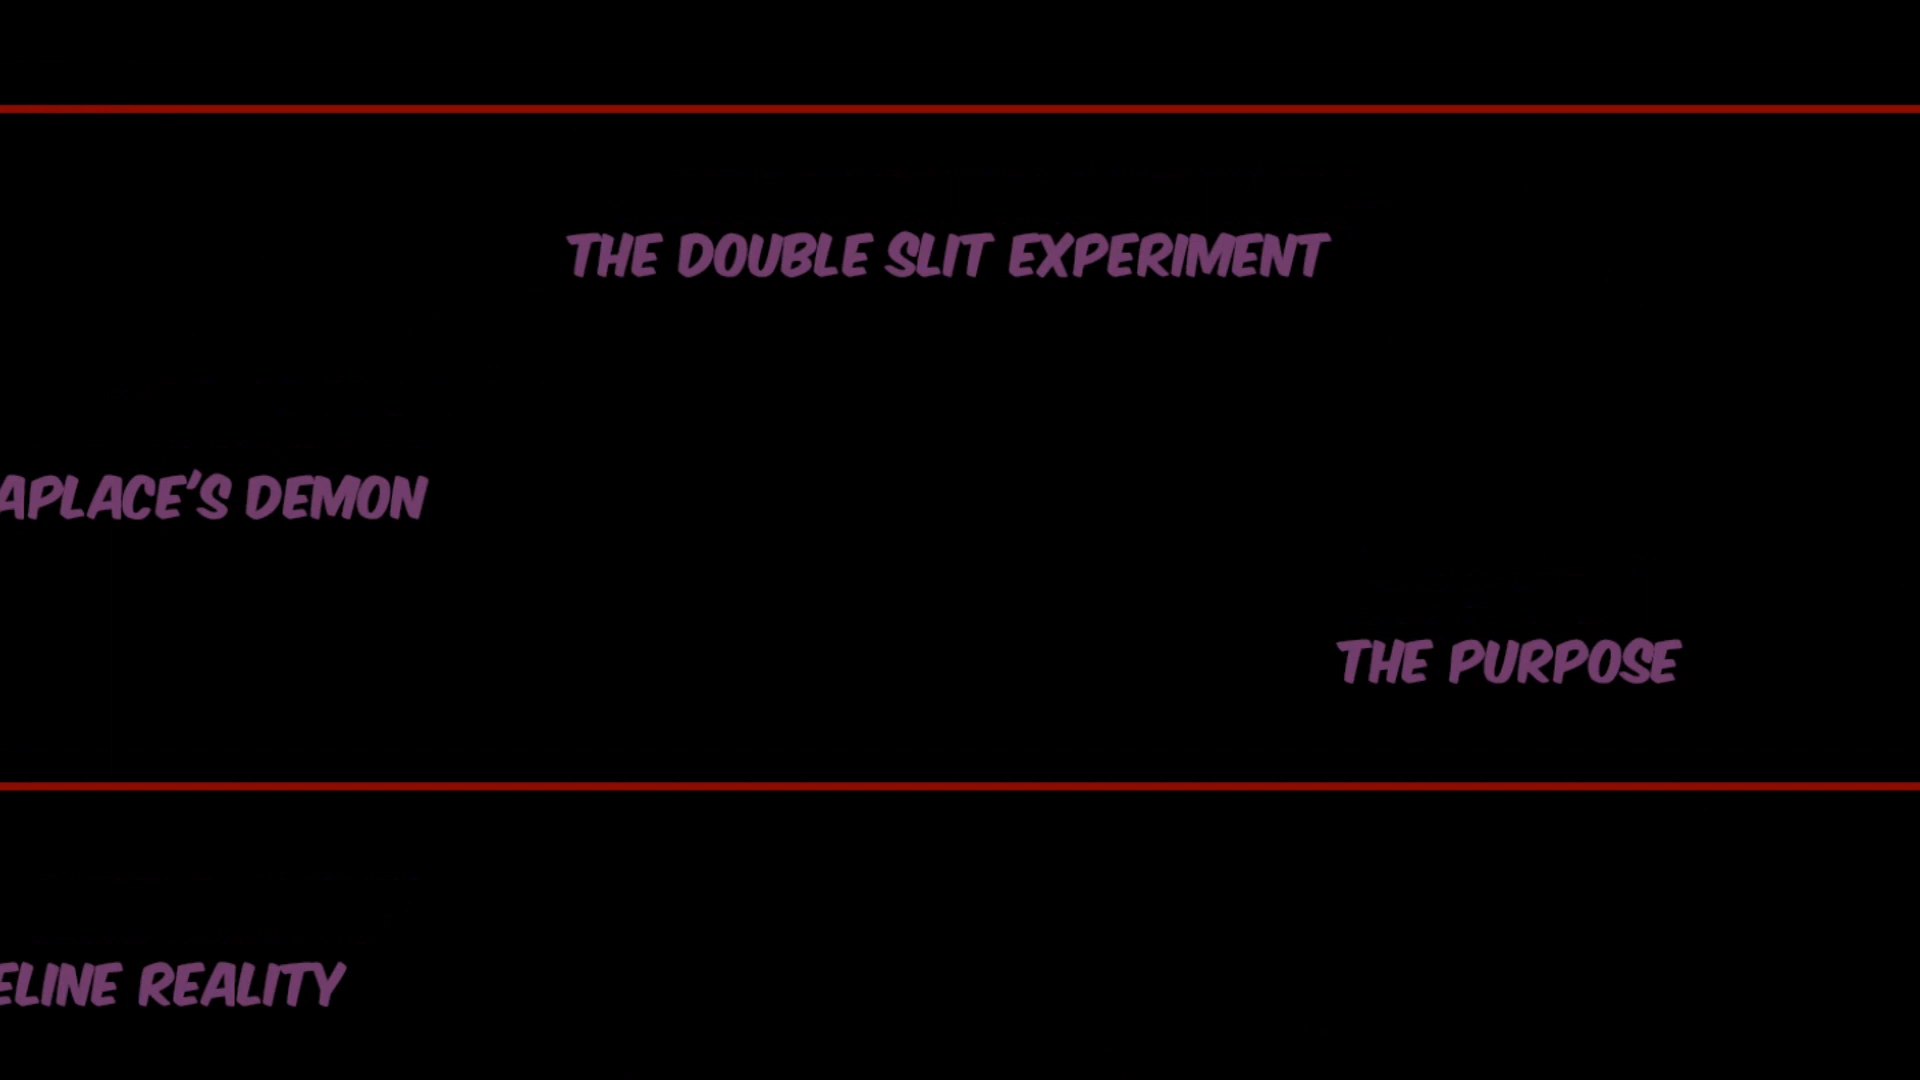 THE DOUBLE SLIT EXPERIMENT
APLACE'S DEMON
THE PURPOSE
ELINE REALITY